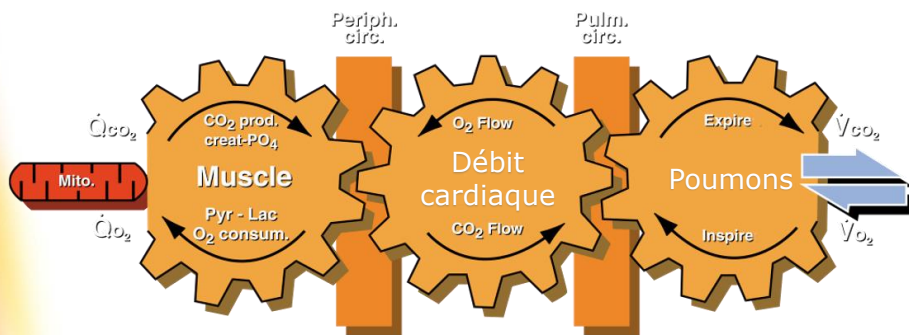 Periph.
circ.
Pulm.
circ.
Q̇CO₂
CO₂ prod.
creat-PO₄
O₂ Flow
Expire
V̇CO₂
Mito.
Muscle
Débit
cardiaque
Poumons
Pyr - Lac
O₂ consum.
CO₂ Flow
Inspire
Q̇O₂
V̇O₂